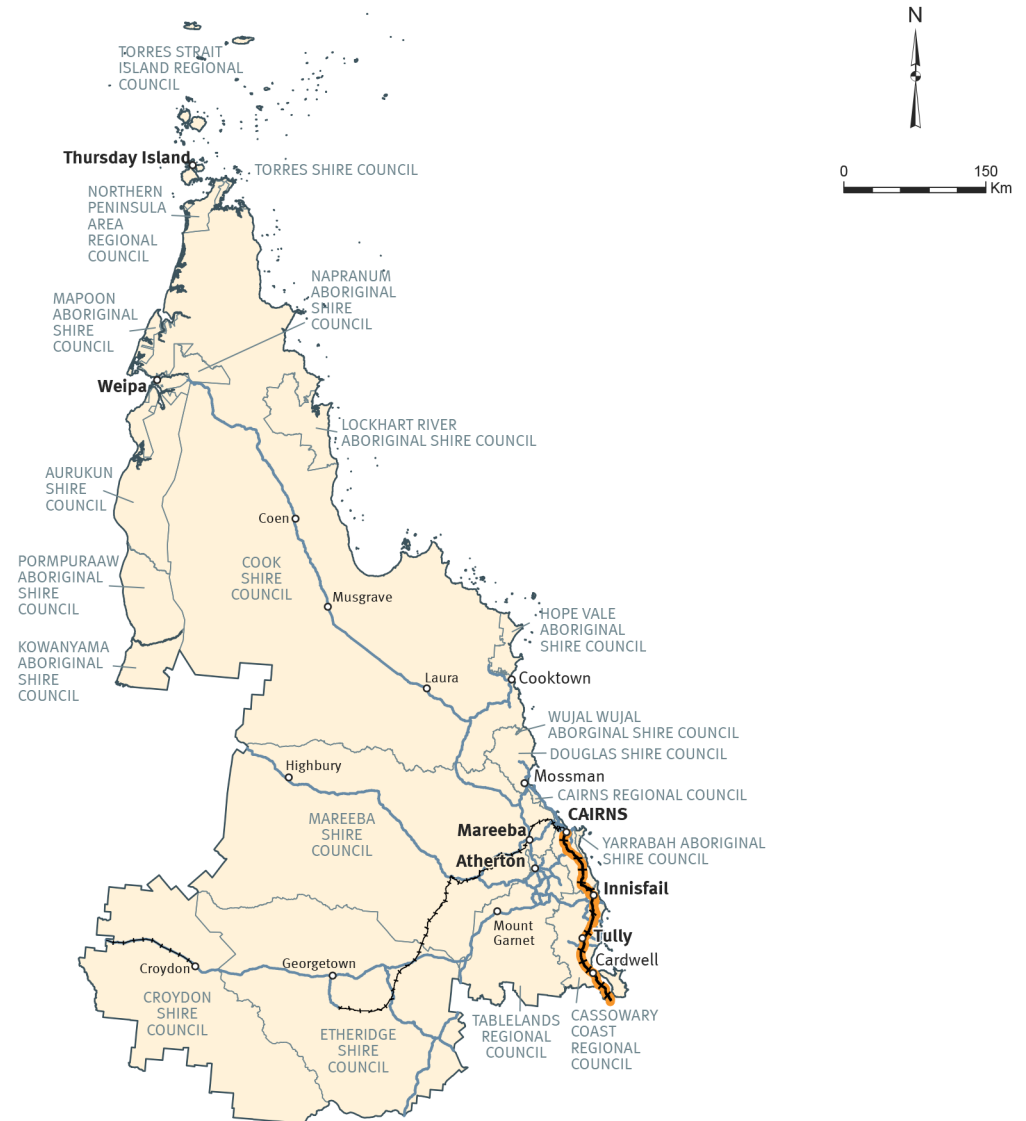 N
TORRES STRAIT
ISLAND REGIONAL
COUNCIL
0
150
Km
Thursday Island
TORRES SHIRE COUNCIL
NORTHERN
PENINSULA
AREA
REGIONAL
COUNCIL
NAPRANUM
ABORIGINAL
SHIRE
COUNCIL
MAPOON
ABORIGINAL
SHIRE
COUNCIL
Weipa
LOCKHART RIVER
ABORIGINAL SHIRE COUNCIL
AURUKUN
SHIRE
COUNCIL
Coen
COOK
SHIRE
COUNCIL
PORMPURAAW
ABORIGINAL
SHIRE
COUNCIL
Musgrave
HOPE VALE
ABORIGINAL
SHIRE COUNCIL
KOWANYAMA
ABORIGINAL
SHIRE
COUNCIL
Laura
Cooktown
WUJAL WUJAL
ABORGINAL SHIRE COUNCIL
DOUGLAS SHIRE COUNCIL
Highbury
Mossman
CAIRNS REGIONAL COUNCIL
CAIRNS
MAREEBA
SHIRE
COUNCIL
Mareeba
YARRABAH ABORIGINAL
SHIRE COUNCIL
Atherton
Innisfail
Mount
Garnet
Tully
Cardwell
Croydon
Georgetown
CROYDON
SHIRE
COUNCIL
ETHERIDGE
SHIRE
COUNCIL
TABLELANDS
REGIONAL
COUNCIL
CASSOWARY
COAST
REGIONAL
COUNCIL